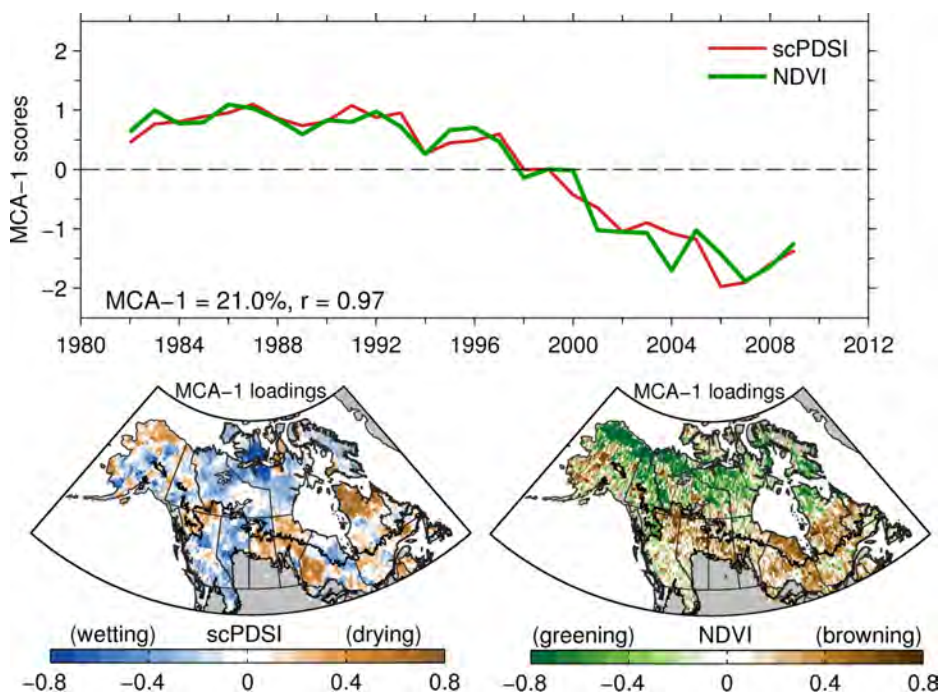 scPDSI
NDVI
MCA−1 scores
2
1
0
−1
−2
MCA−1 = 21.0%, r = 0.97
1980 1984 1988 1992 1996 2000 2004 2008 2012
MCA−1 loadings
MCA−1 loadings
(wetting) scPDSI (drying)
−0.8 −0.4 0 0.4 0.8
(greening) NDVI (browning)
−0.8 −0.4 0 0.4 0.8